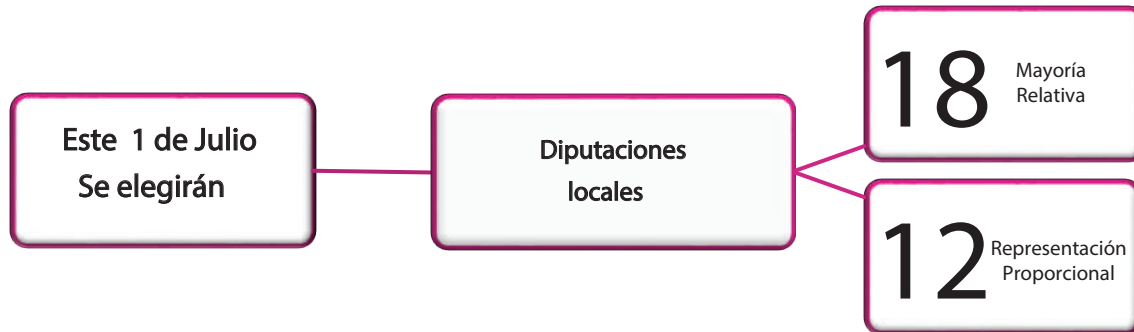 Este 1 de Julio
Se elegirán
Diputaciones
locales
18
Mayoría
Relativa
12
Representación
Proporcional